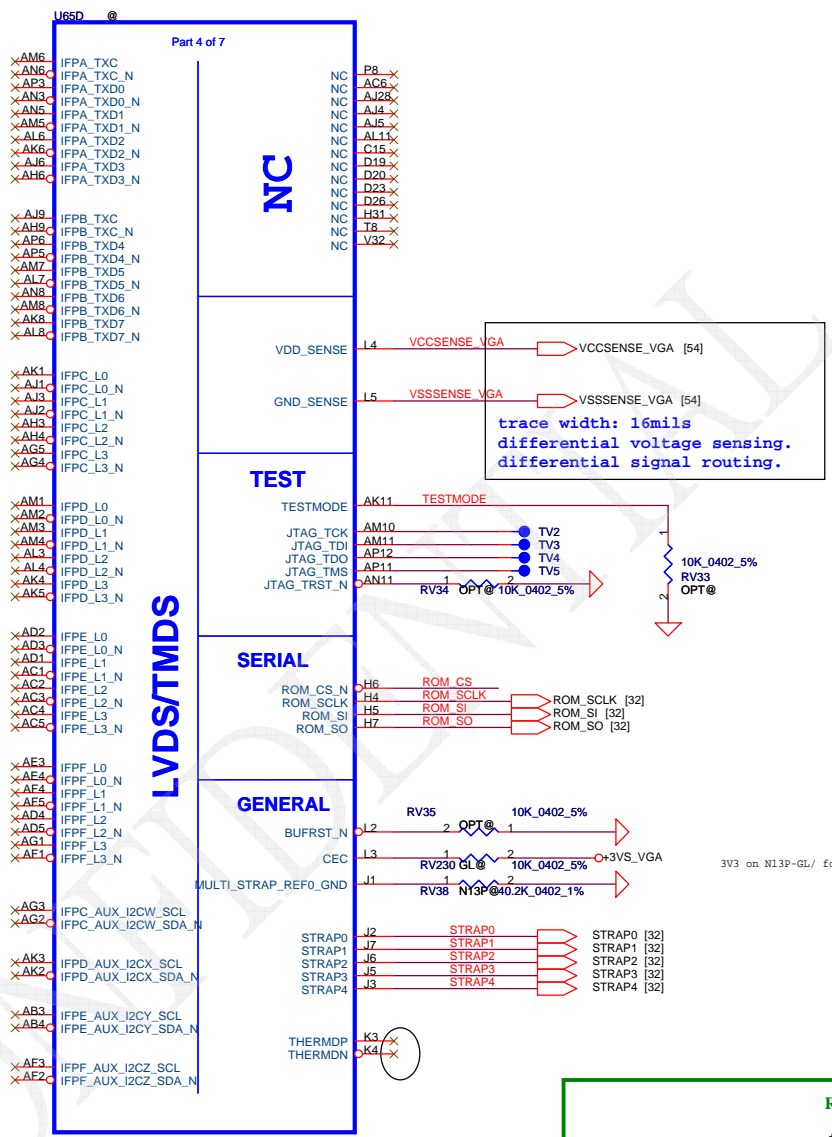 U65D @
Part 4 of 7
AM6 IFPA_TXC
AN6 IFPA_TXC_N
AP3 IFPA_TXD0
AN3 IFPA_TXD0_N
AN5 IFPA_TXD1
AM5 IFPA_TXD1_N
AL6 IFPA_TXD2
AK6 IFPA_TXD2_N
AJ6 IFPA_TXD3
AH6 IFPA_TXD3_N
AJ9 IFPB_TXC
AH9 IFPB_TXC_N
AP6 IFPB_TXD4
AP5 IFPB_TXD4_N
AM7 IFPB_TXD5
AL7 IFPB_TXD5_N
AN8 IFPB_TXD6
AM8 IFPB_TXD6_N
AK8 IFPB_TXD7
AL8 IFPB_TXD7_N
AK1 IFPC_L0
AJ1 IFPC_L0_N
AJ3 IFPC_L1
AJ2 IFPC_L1_N
AH3 IFPC_L2
AH4 IFPC_L2_N
AG5 IFPC_L3
AG4 IFPC_L3_N
AM1 IFPD_L0
AM2 IFPD_L0_N
AM3 IFPD_L1
AM4 IFPD_L1_N
AL3 IFPD_L2
AL4 IFPD_L2_N
AK4 IFPD_L3
AK5 IFPD_L3_N
AD2 IFPE_L0
AD3 IFPE_L0_N
AD1 IFPE_L1
AC1 IFPE_L1_N
AC2 IFPE_L2
AC3 IFPE_L2_N
AC4 IFPE_L3
AC5 IFPE_L3_N
AE3 IFPF_L0
AE4 IFPF_L0_N
AF4 IFPF_L1
AF5 IFPF_L1_N
AD4 IFPF_L2
AD5 IFPF_L2_N
AG1 IFPF_L3
AF1 IFPF_L3_N
AG3 IFPC_AUX_I2CW_SCL
AG2 IFPC_AUX_I2CW_SDA_N
AK3 IFPD_AUX_I2CX_SCL
AK2 IFPD_AUX_I2CX_SDA_N
AB3 IFPE_AUX_I2CY_SCL
AB4 IFPE_AUX_I2CY_SDA_N
AF3 IFPF_AUX_I2CZ_SCL
AF2 IFPF_AUX_I2CZ_SDA_N
LVDS/TMDS
NC
NC P8
NC AC6
NC AJ28
NC AJ4
NC AJ5
NC AL11
NC C15
NC D19
NC D20
NC D23
NC D26
NC H31
NC T8
NC V32
VDD_SENSE L4 VCCSENSE_VGA VCCSENSE_VGA [54]
GND_SENSE L5 VSSSENSE_VGA VSSSENSE_VGA [54]
trace width: 16mils
differential voltage sensing.
differential signal routing.
TEST
TESTMODE AK11 TESTMODE
JTAG_TCK AM10 TV2
JTAG_TDI AM11 TV3
JTAG_TDO AP12 TV4
JTAG_TMS AP11 TV5
JTAG_TRST_N AN11 1 2
RV34 OPT@ 10K_0402_5%
1
10K_0402_5%
RV33
OPT@
2
SERIAL
ROM_CS_N H6 ROM_CS
ROM_SCLK H4 ROM_SCLK ROM_SCLK [32]
ROM_SI H5 ROM_SI ROM_SI [32]
ROM_SO H7 ROM_SO ROM_SO [32]
GENERAL
RV35 OPT@ 10K_0402_5%
BUFRST_N L2 2 1
CEC L3 1 2 +3VS_VGA
RV230 GL@ 10K_0402_5%
3V3 on N13P-GL/ fo
MULTI_STRAP_REF0_GND J1 1 2
RV38 N13P@ 40.2K_0402_1%
STRAP0 J2 STRAP0 STRAP0 [32]
STRAP1 J7 STRAP1 STRAP1 [32]
STRAP2 J6 STRAP2 STRAP2 [32]
STRAP3 J5 STRAP3 STRAP3 [32]
STRAP4 J3 STRAP4 STRAP4 [32]
THERMDP K3
THERMDN K4
R